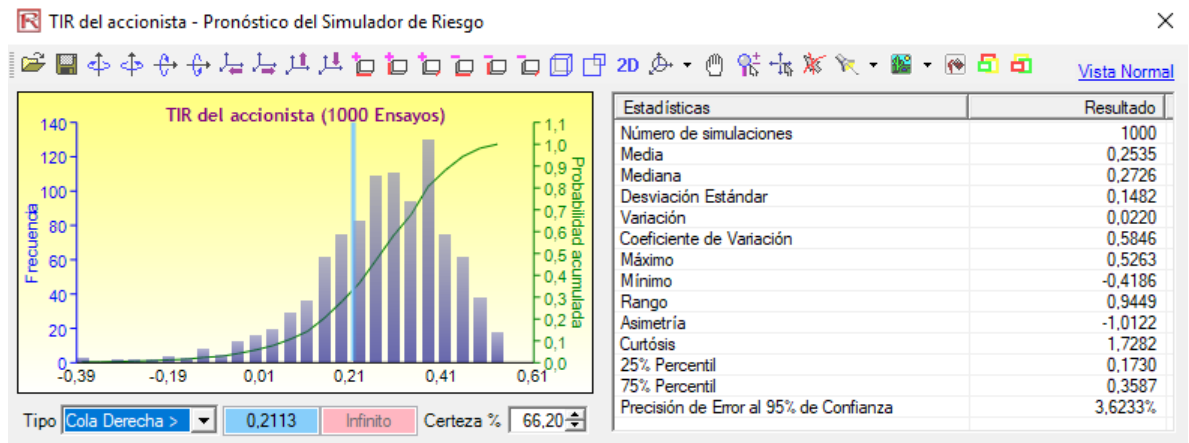 TIR del accionista - Pronóstico del Simulador de Riesgo
2D
Vista Normal
TIR del accionista (1000 Ensayos)
140
120
100
80
60
40
20
0
Frecuencia
1,1
1,0
0,9
0,8
0,7
0,6
0,5
0,4
0,3
0,2
0,1
0,0
Probabilidad acumulada
-0,39 -0,19 0,01 0,21 0,41 0,61
Tipo Cola Derecha > 0,2113 Infinito Certeza % 66,20
Estadísticas Resultado
Número de simulaciones 1000
Media 0,2535
Mediana 0,2726
Desviación Estándar 0,1482
Variación 0,0220
Coeficiente de Variación 0,5846
Máximo 0,5263
Mínimo -0,4186
Rango 0,9449
Asimetría -1,0122
Curtósis 1,7282
25% Percentil 0,1730
75% Percentil 0,3587
Precisión de Error al 95% de Confianza 3,6233%